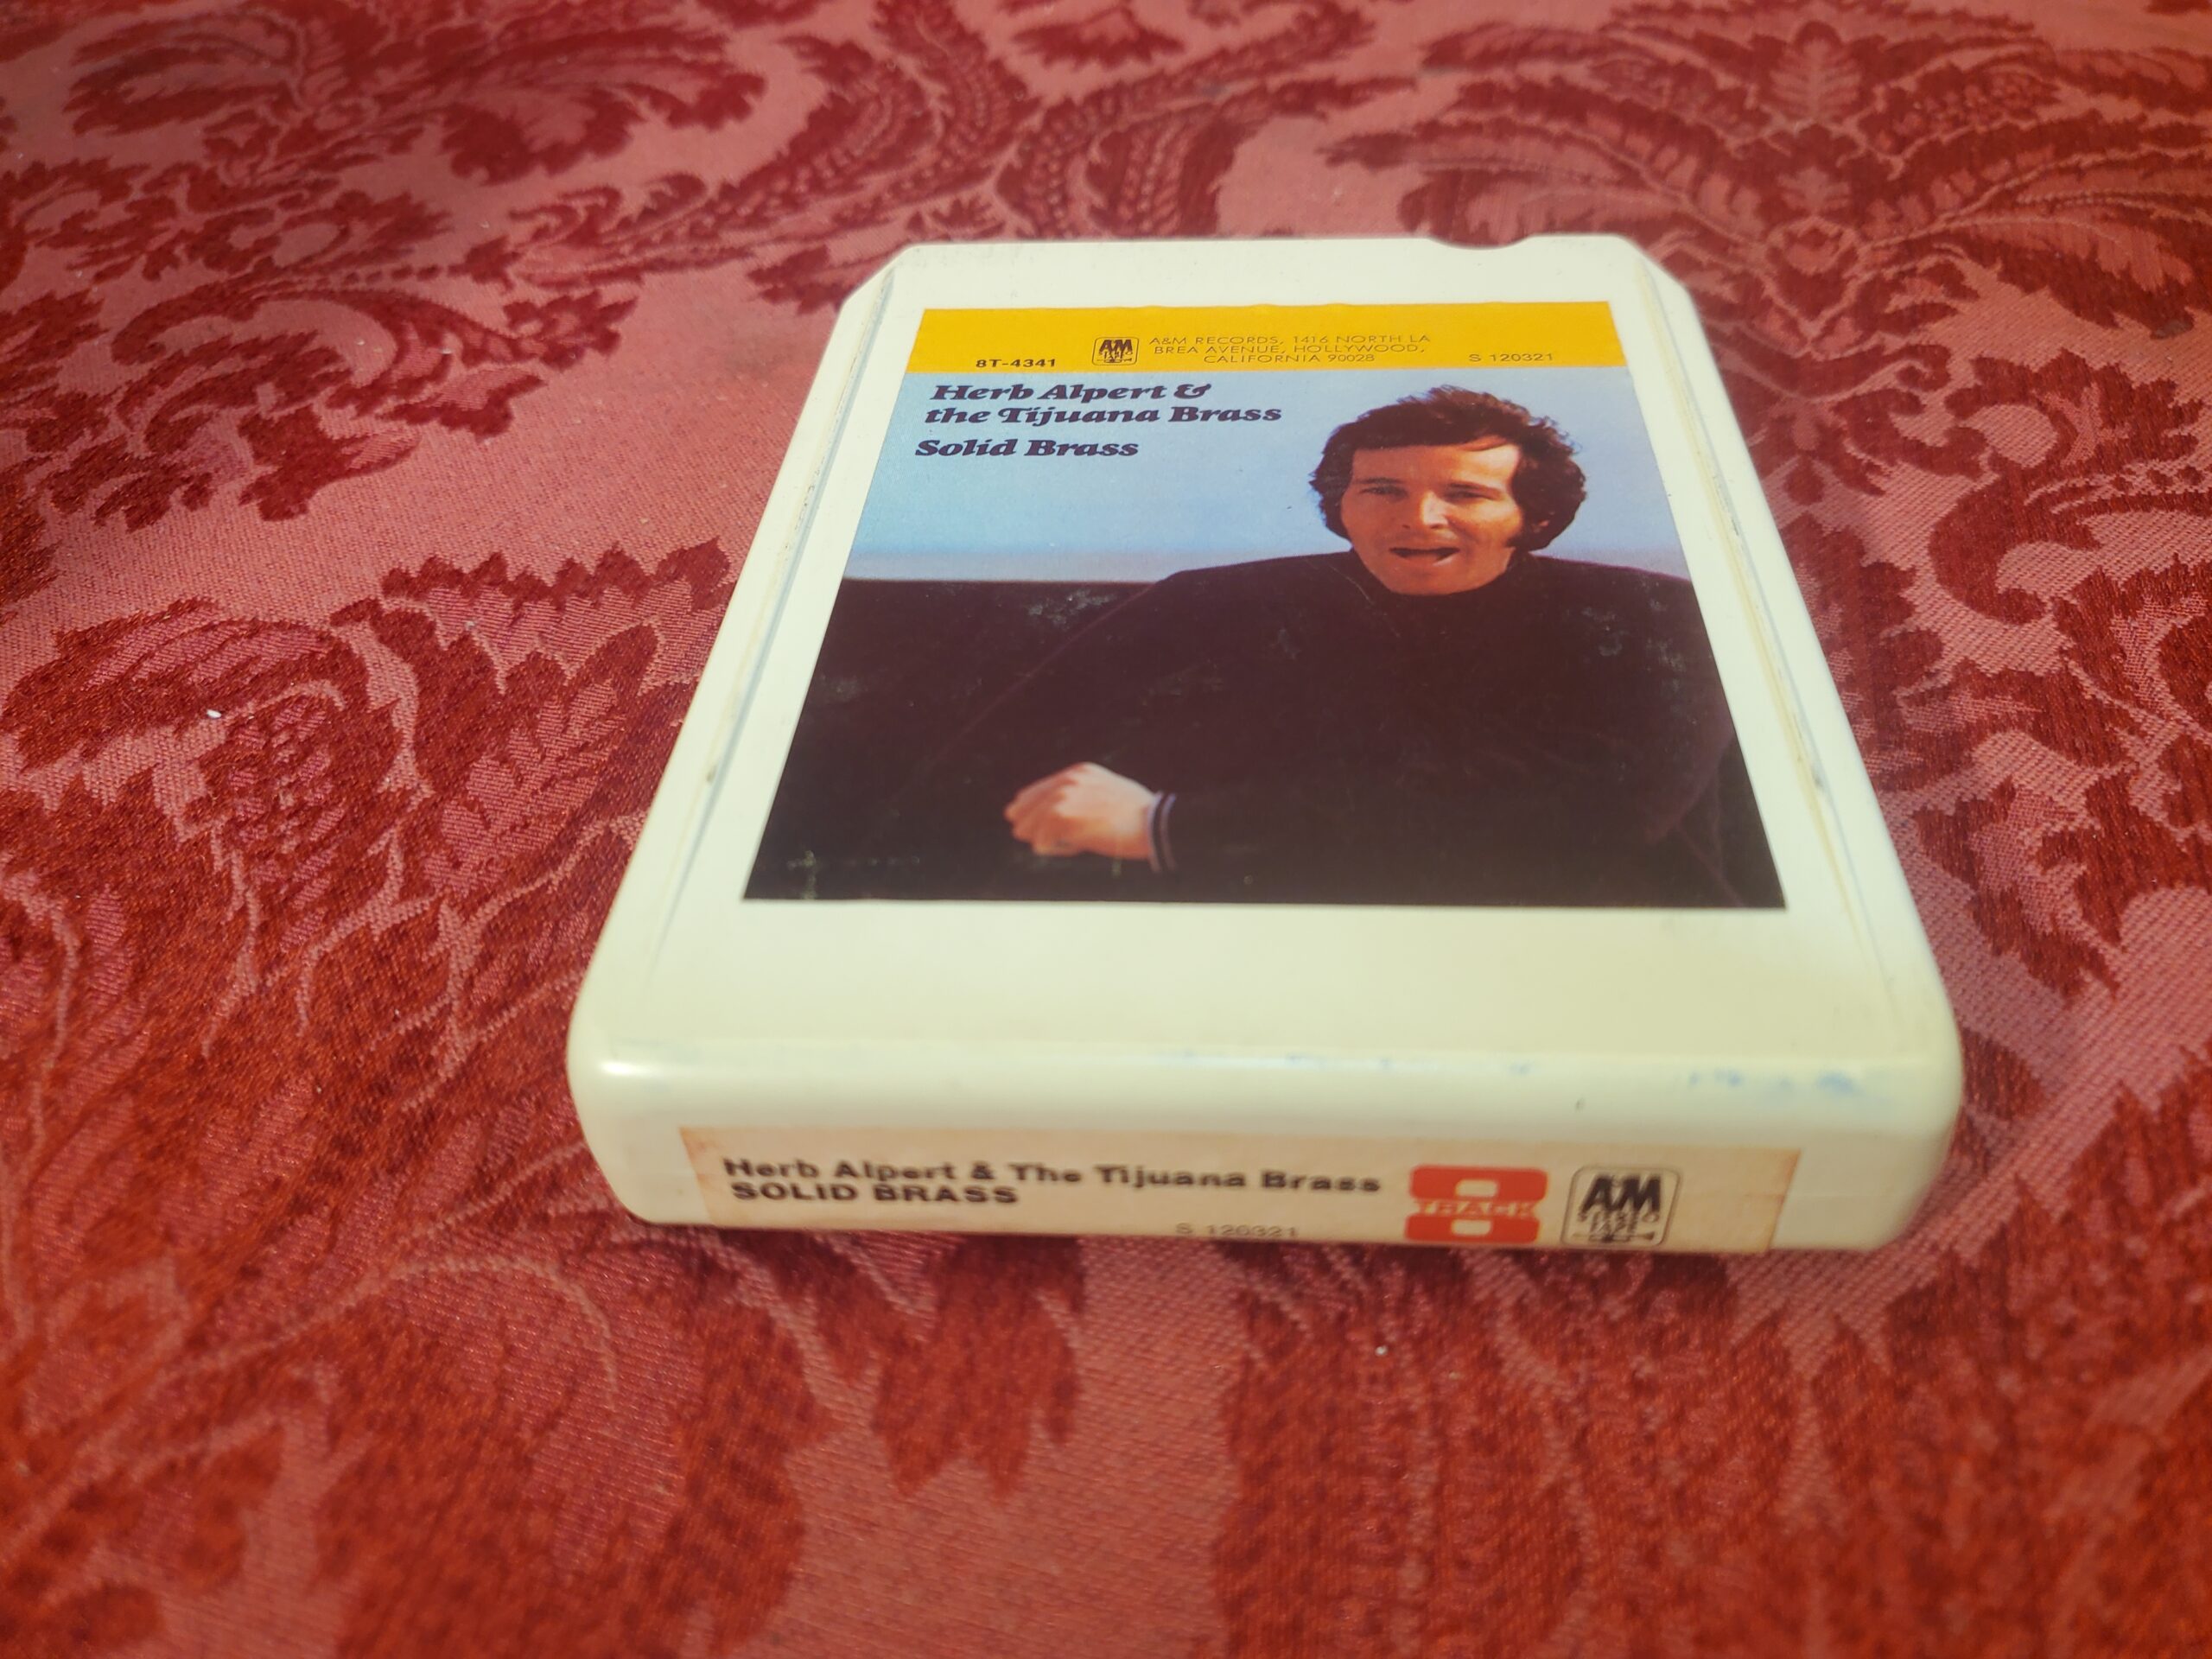 8T-4341
A&M
A&M RECORDS, 1416 NORTH LA
BREA AVENUE, HOLLYWOOD,
CALIFORNIA 90028
S 120321
Herb Alpert &
the Tijuana Brass
Solid Brass
Herb Alpert & The Tijuana Brass
SOLID BRASS
S 120321
8
TRACK
A&M